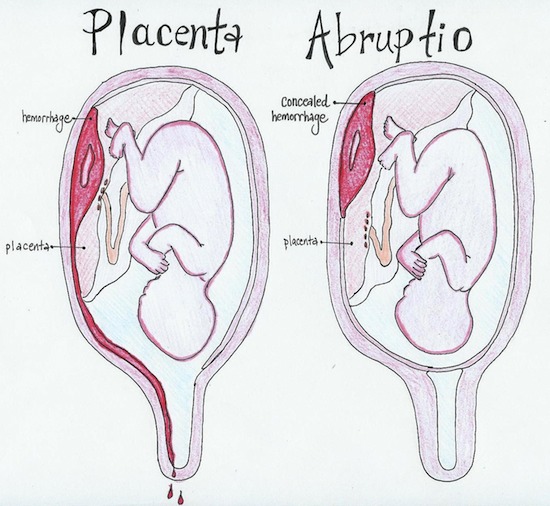 Placenta Abruptio
hemorrhage
placenta
Concealed
hemorrhage
placenta